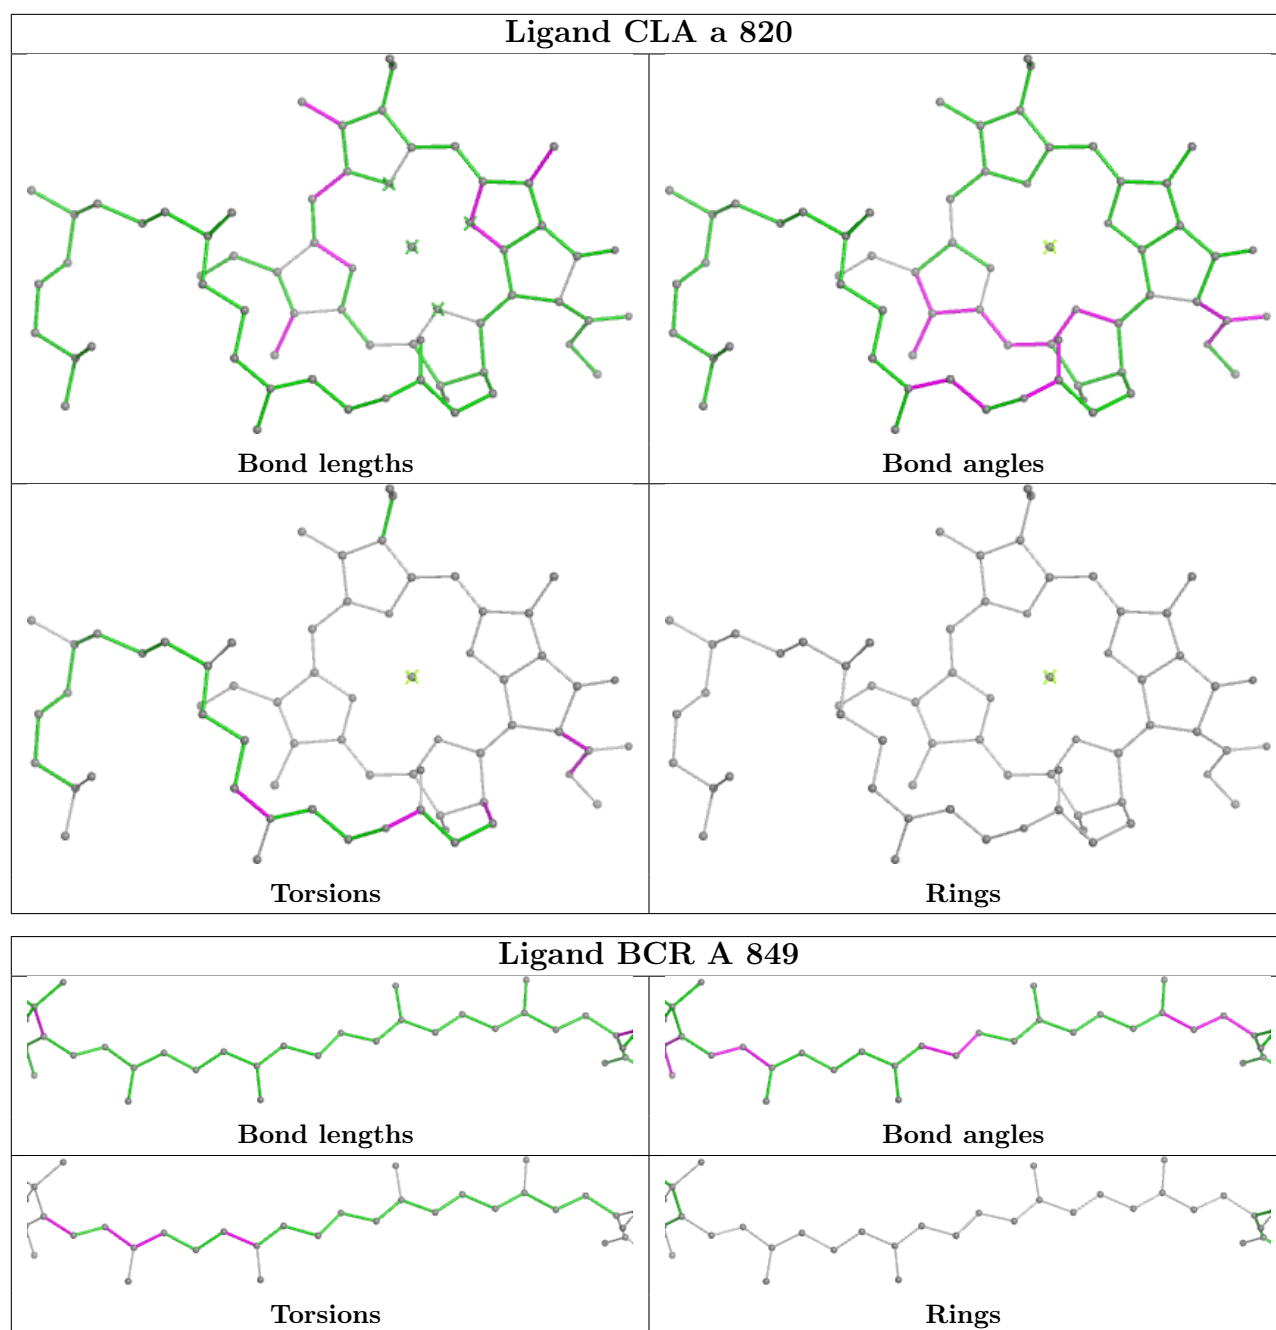 Ligand CLA a 820
Bond lengths
Bond angles
Torsions
Rings
Ligand BCR A 849
Bond lengths
Bond angles
Torsions
Rings